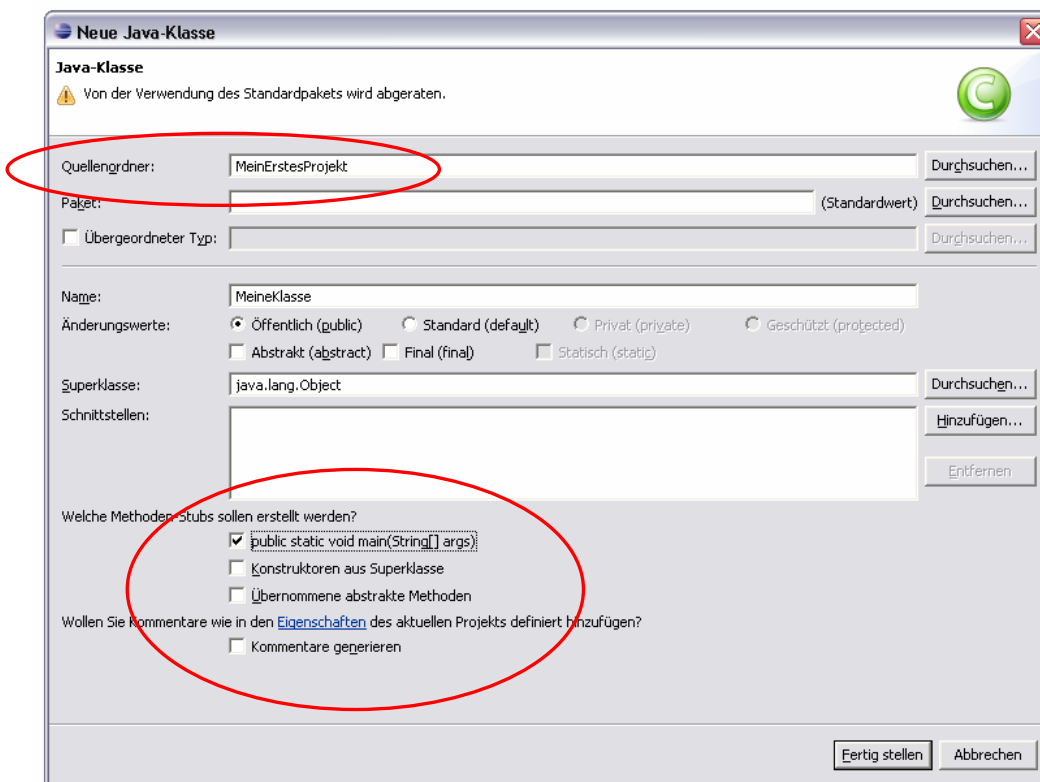 Neue Java-Klasse
Java-Klasse
Von der Verwendung des Standardpakets wird abgeraten.
Quellenordner: MeinErstesProjekt Durchsuchen...
Paket: (Standardwert) Durchsuchen...
Übergeordneter Typ: Durchsuchen...
Name: MeineKlasse
Änderungswerte: Öffentlich (public) Standard (default) Privat (private) Geschützt (protected)
Abstrakt (abstract) Final (final) Statisch (static)
Superklasse: java.lang.Object Durchsuchen...
Schnittstellen: Hinzufügen...
Entfernen
Welche Methoden-Stubs sollen erstellt werden?
public static void main(String[] args)
Konstruktoren aus Superklasse
Übernommene abstrakte Methoden
Wollen Sie Kommentare wie in den Eigenschaften des aktuellen Projekts definiert hinzufügen?
Kommentare generieren
Fertig stellen Abbrechen